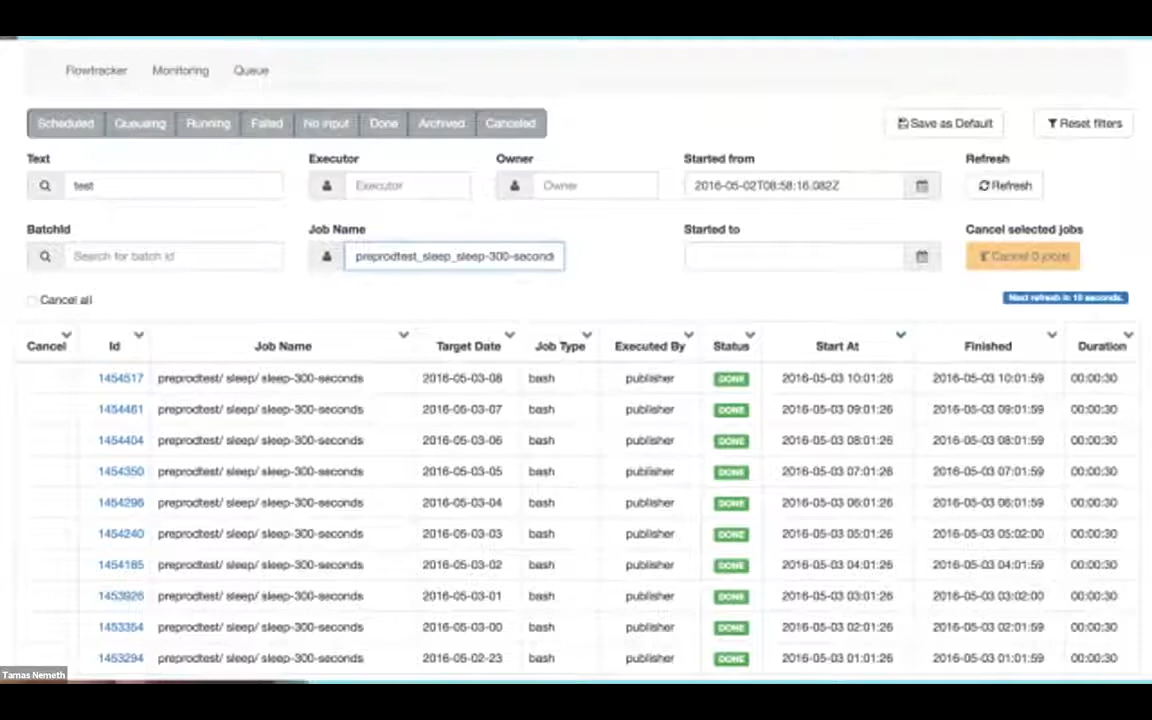 Flowtracker Monitoring Queue
Scheduled Queueing Running Failed No input Done Archived Canceled Save as Default Reset filters
Text Executor Owner Started from Refresh
test Executor Owner 2016-05-02T08:58:16.082Z Refresh
BatchId Job Name Started to Cancel selected jobs
Search for batch id preprodtest_sleep_sleep-300-second Cancel 0 job(s)
Cancel all Next refresh in 10 seconds.
Cancel Id Job Name Target Date Job Type Executed By Status Start At Finished Duration
1454517 preprodtest/ sleep/ sleep-300-seconds 2016-05-03-08 bash publisher DONE 2016-05-03 10:01:26 2016-05-03 10:01:59 00:00:30
1454461 preprodtest/ sleep/ sleep-300-seconds 2016-05-03-07 bash publisher DONE 2016-05-03 09:01:26 2016-05-03 09:01:59 00:00:30
1454404 preprodtest/ sleep/ sleep-300-seconds 2016-05-03-06 bash publisher DONE 2016-05-03 08:01:26 2016-05-03 08:01:59 00:00:30
1454350 preprodtest/ sleep/ sleep-300-seconds 2016-05-03-05 bash publisher DONE 2016-05-03 07:01:26 2016-05-03 07:01:59 00:00:30
1454296 preprodtest/ sleep/ sleep-300-seconds 2016-05-03-04 bash publisher DONE 2016-05-03 06:01:26 2016-05-03 06:01:59 00:00:30
1454240 preprodtest/ sleep/ sleep-300-seconds 2016-05-03-03 bash publisher DONE 2016-05-03 05:01:26 2016-05-03 05:02:00 00:00:30
1454185 preprodtest/ sleep/ sleep-300-seconds 2016-05-03-02 bash publisher DONE 2016-05-03 04:01:26 2016-05-03 04:01:59 00:00:30
1453926 preprodtest/ sleep/ sleep-300-seconds 2016-05-03-01 bash publisher DONE 2016-05-03 03:01:26 2016-05-03 03:02:00 00:00:30
1453354 preprodtest/ sleep/ sleep-300-seconds 2016-05-03-00 bash publisher DONE 2016-05-03 02:01:26 2016-05-03 02:01:59 00:00:30
1453294 preprodtest/ sleep/ sleep-300-seconds 2016-05-02-23 bash publisher DONE 2016-05-03 01:01:26 2016-05-03 01:01:59 00:00:30
Tamas Nemeth